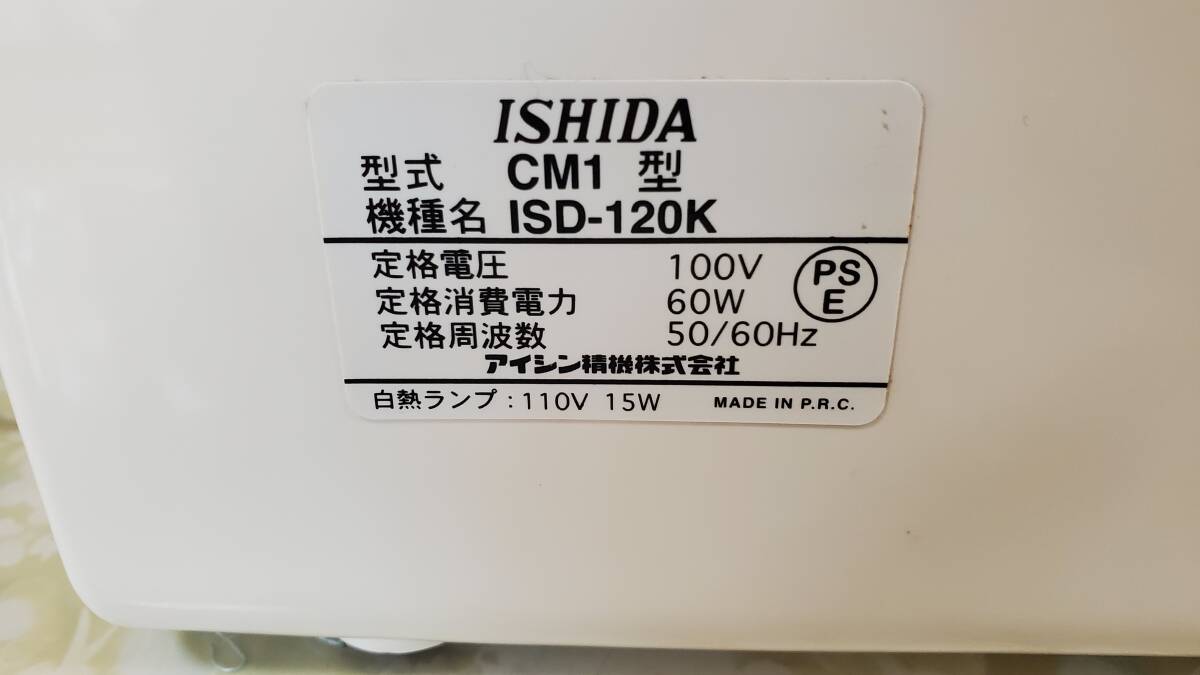 ISHIDA
型式 CM1 型
機種名 ISD-120K
定格電圧 100V
定格消費電力 60W
定格周波数 50/60Hz
PS
E
アイシン精機株式会社
白熱ランプ：110V 15W MADE IN P.R.C.